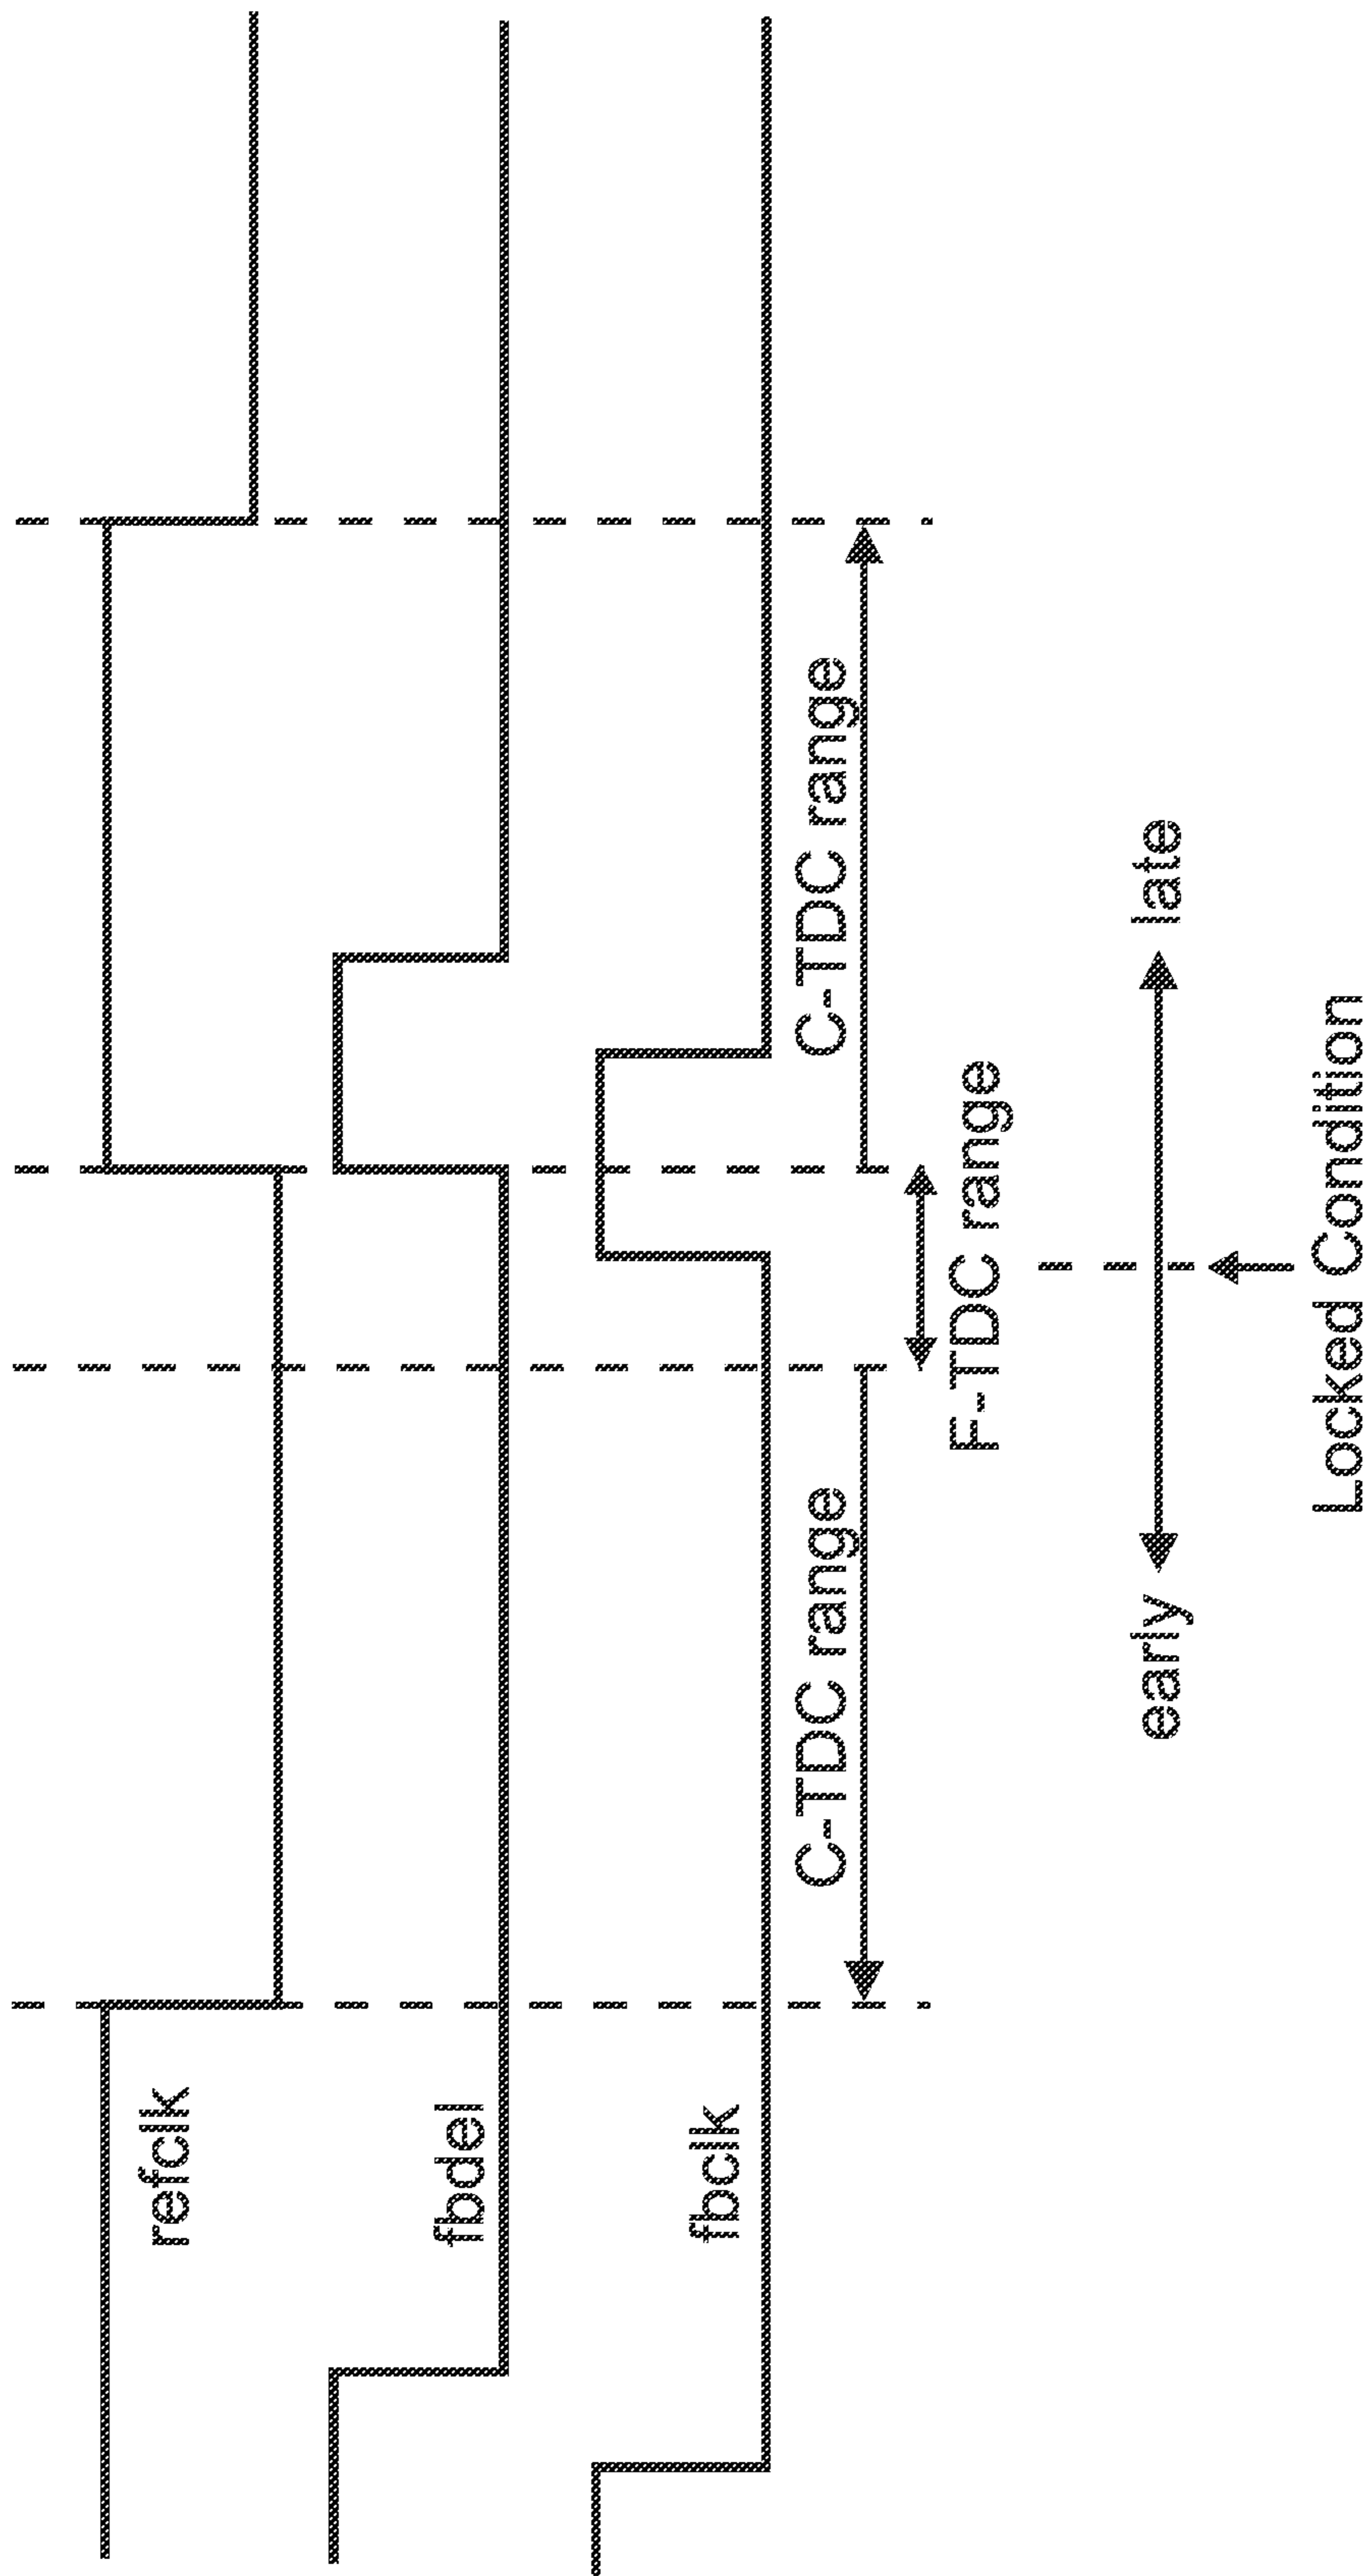 refclk
fbdel
fbclk
C-TDC range
C-TDC range
F-TDC range
early
late
Locked Condition